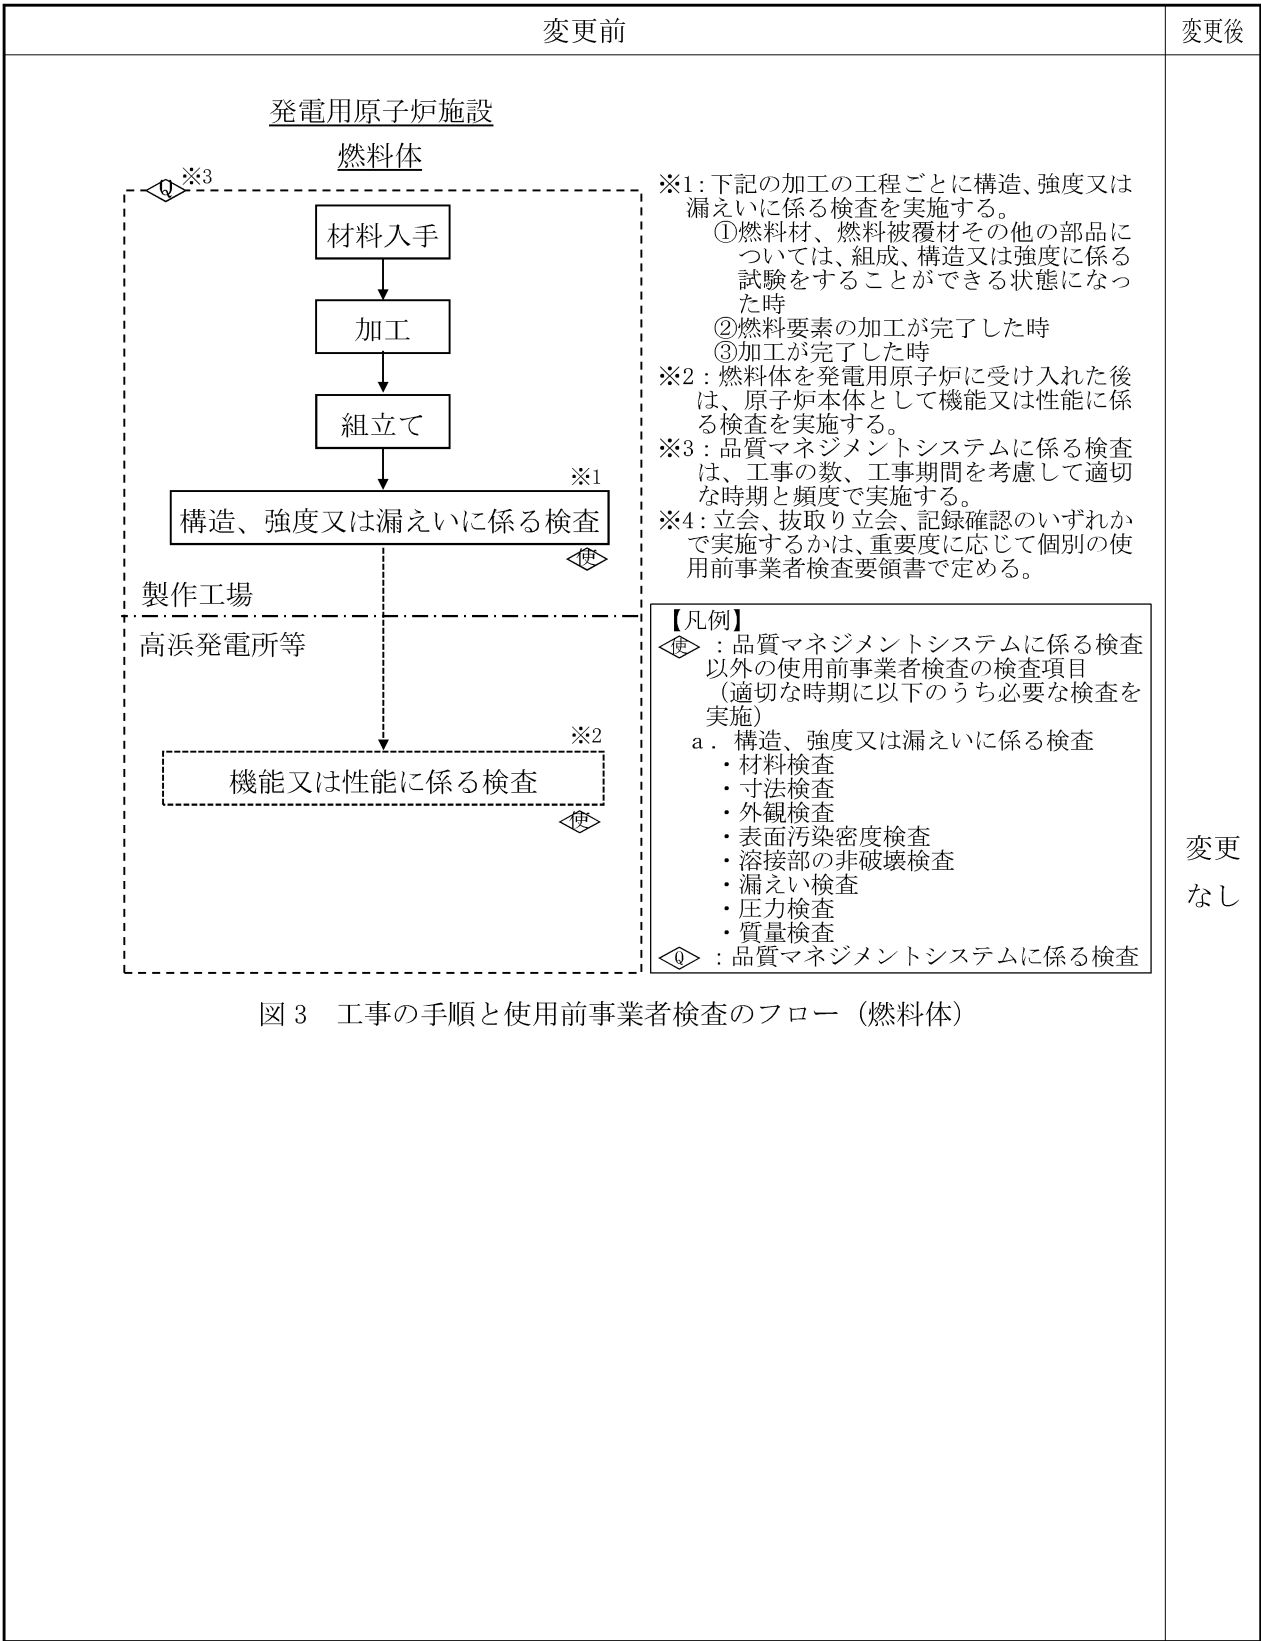 変更前
変更後
発電用原子炉施設
燃料体
Q
※3
材料入手
加工
組立て
※1
構造、強度又は漏えいに係る検査
使
製作工場
高浜発電所等
※2
機能又は性能に係る検査
使
※1：下記の加工の工程ごとに構造、強度又は
漏えいに係る検査を実施する。
①燃料材、燃料被覆材その他の部品に
ついては、組成、構造又は強度に係る
試験をすることができる状態になっ
た時
②燃料要素の加工が完了した時
③加工が完了した時
※2：燃料体を発電用原子炉に受け入れた後
は、原子炉本体として機能又は性能に係
る検査を実施する。
※3：品質マネジメントシステムに係る検査
は、工事の数、工事期間を考慮して適切
な時期と頻度で実施する。
※4：立会、抜取り立会、記録確認のいずれか
で実施するかは、重要度に応じて個別の使
用前事業者検査要領書で定める。
【凡例】
使：品質マネジメントシステムに係る検査
以外の使用前事業者検査の検査項目
（適切な時期に以下のうち必要な検査を
実施）
a．構造、強度又は漏えいに係る検査
・材料検査
・寸法検査
・外観検査
・表面汚染密度検査
・溶接部の非破壊検査
・漏えい検査
・圧力検査
・質量検査
Q：品質マネジメントシステムに係る検査
図3　工事の手順と使用前事業者検査のフロー（燃料体）
変更
なし